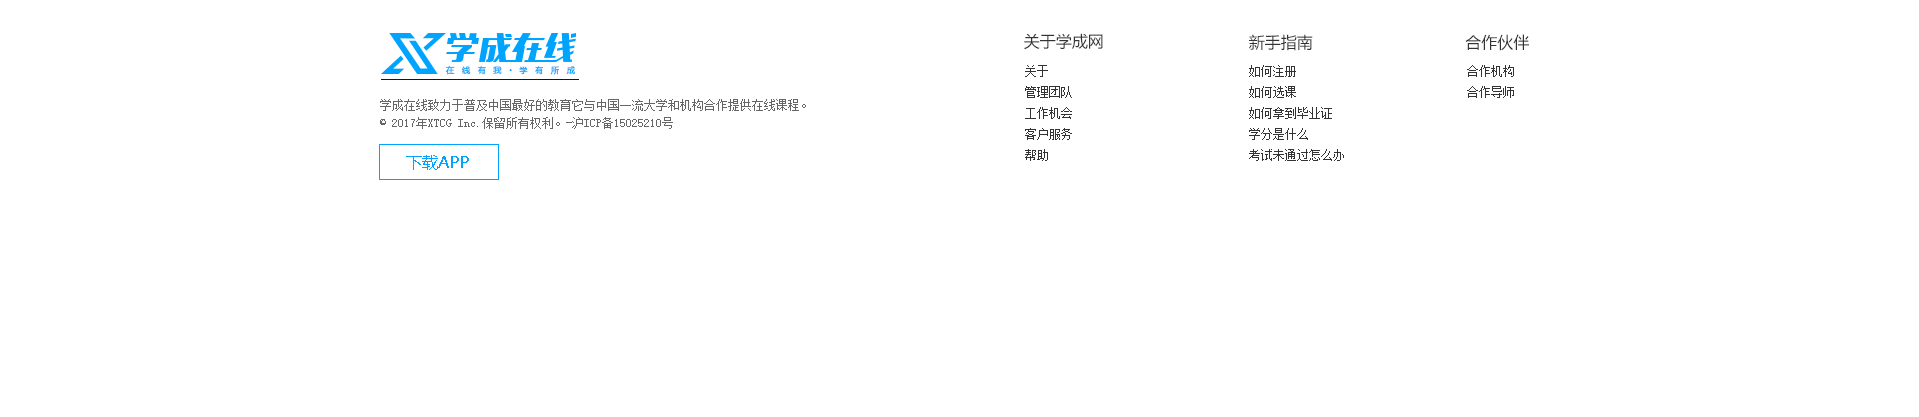 学成在线
在线有我·学有所成
学成在线致力于普及中国最好的教育它与中国一流大学和机构合作提供在线课程。
© 2017年XTCG Inc.保留所有权利。-沪ICP备15025210号
下载APP
关于学成网
关于
管理团队
工作机会
客户服务
帮助
新手指南
如何注册
如何选课
如何拿到毕业证
学分是什么
考试未通过怎么办
合作伙伴
合作机构
合作导师